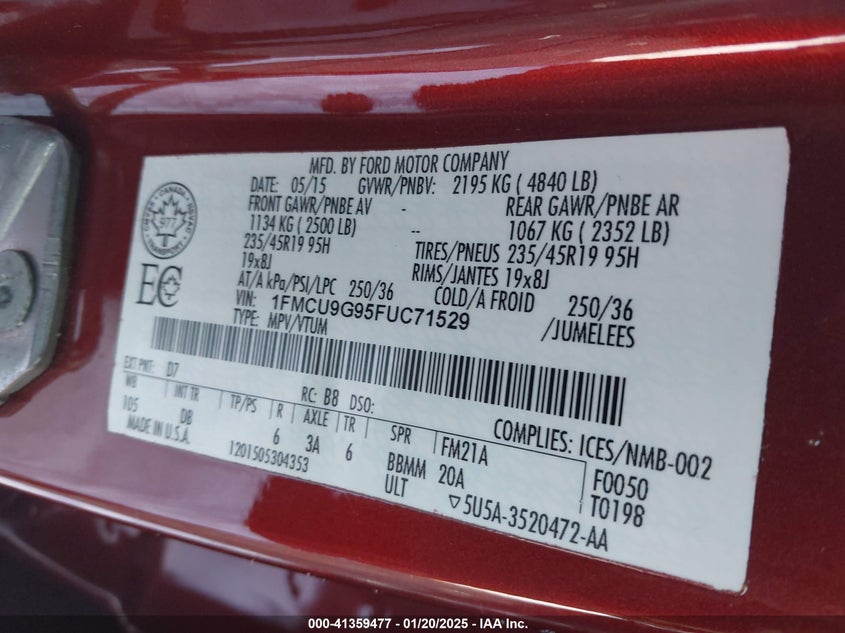 MFD. BY FORD MOTOR COMPANY
DATE: 05/15 GVWR/PNBV: 2195 KG ( 4840 LB)
FRONT GAWR/PNBE AV - REAR GAWR/PNBE AR
1134 KG ( 2500 LB) -- 1067 KG ( 2352 LB)
235/45R19 95H TIRES/PNEUS 235/45R19 95H
19x8J RIMS/JANTES 19x8J
AT/A kPa/PSI/LPC 250/36 COLD/A FROID 250/36
VIN: 1FMCU9G95FUC71529 /JUMELEES
TYPE: MPV/VTUM
CANADA
977
T
EC
EXT PNT: D7 RC: B8 DSO:
WB INT TR TP/PS R AXLE TR SPR
105 DB 6 3A 6 BBMM
MADE IN U.S.A. ULT
1201505304353
COMPLIES: ICES/NMB-002
FM21A F0050
20A T0198
▽5U5A-3520472-AA
000-41359477 - 01/20/2025 - IAA Inc.